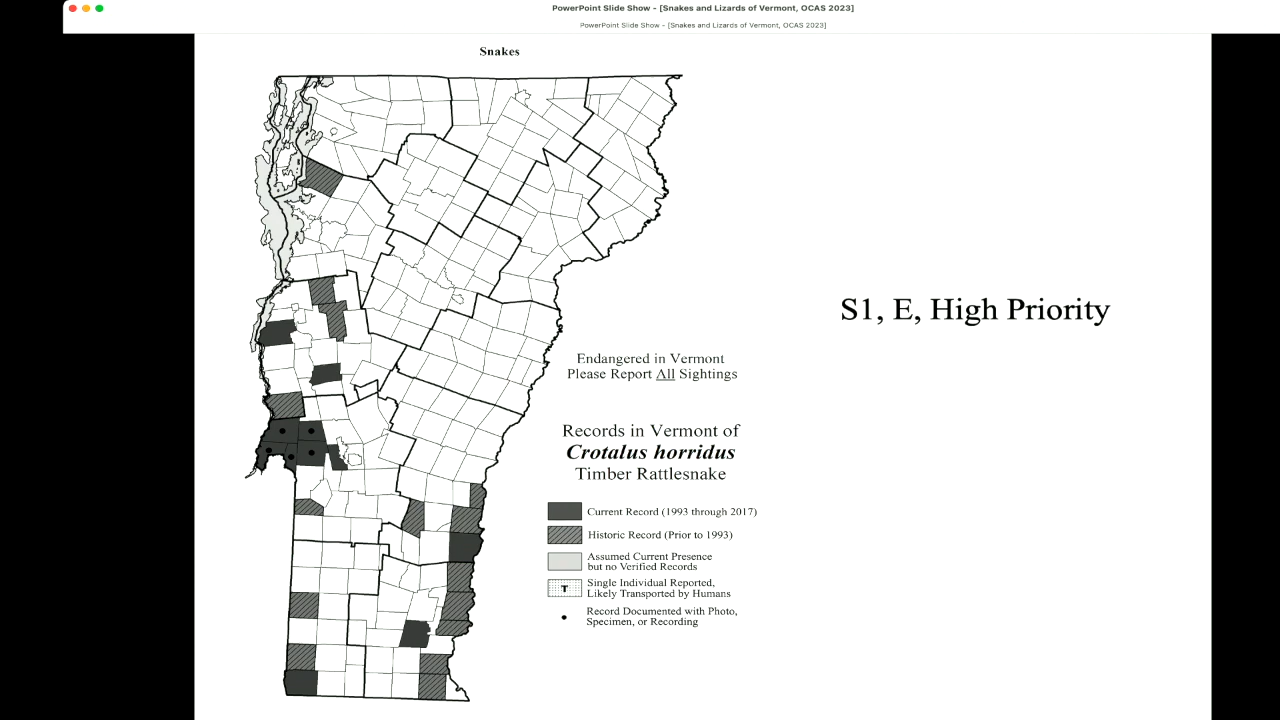 PowerPoint Slide Show - [Snakes and Lizards of Vermont, OCAS 2023]
PowerPoint Slide Show - [Snakes and Lizards of Vermont, OCAS 2023]
Snakes
S1, E, High Priority
Endangered in Vermont
Please Report All Sightings
Records in Vermont of
Crotalus horridus
Timber Rattlesnake
Current Record (1993 through 2017)
Historic Record (Prior to 1993)
Assumed Current Presence
but no Verified Records
T
Single Individual Reported,
Likely Transported by Humans
Record Documented with Photo,
Specimen, or Recording